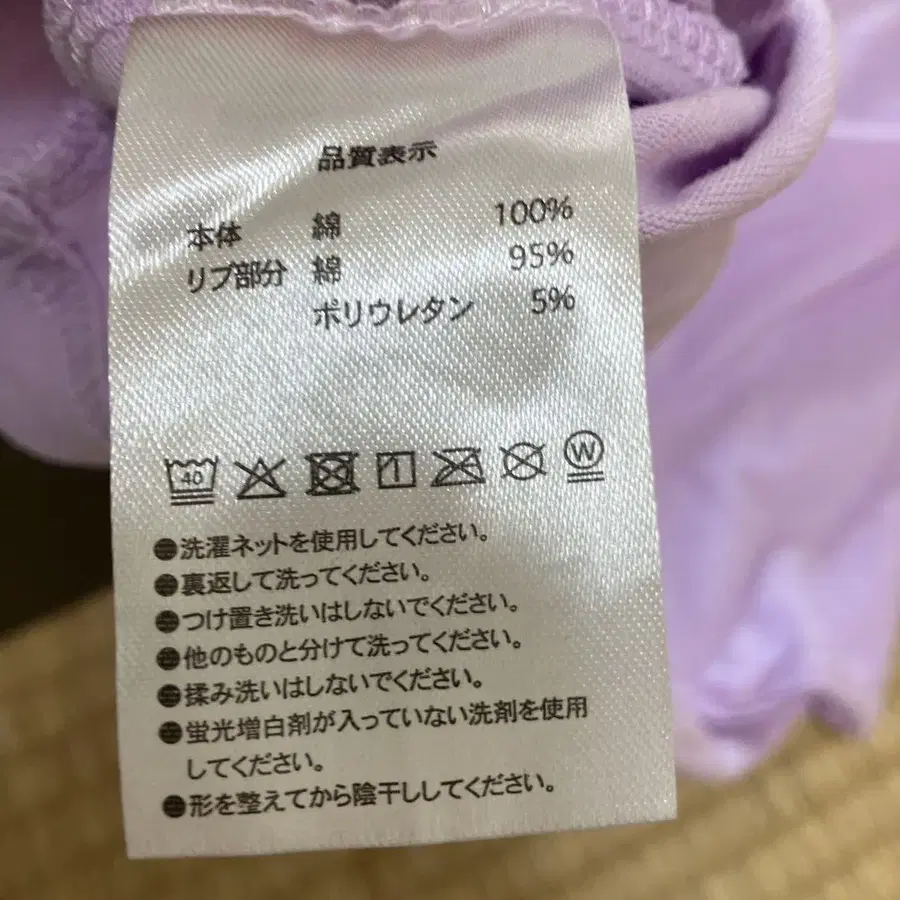 品質表示
本体 綿 100%
リブ部分 綿 95%
ポリウレタン 5%
40 W
●洗濯ネットを使用してください。
●裏返して洗ってください。
●つけ置き洗いはしないでください。
●他のものと分けて洗ってください。
●揉み洗いはしないでください。
●蛍光増白剤が入っていない洗剤を使用
してください。
●形を整えてから陰干ししてください。